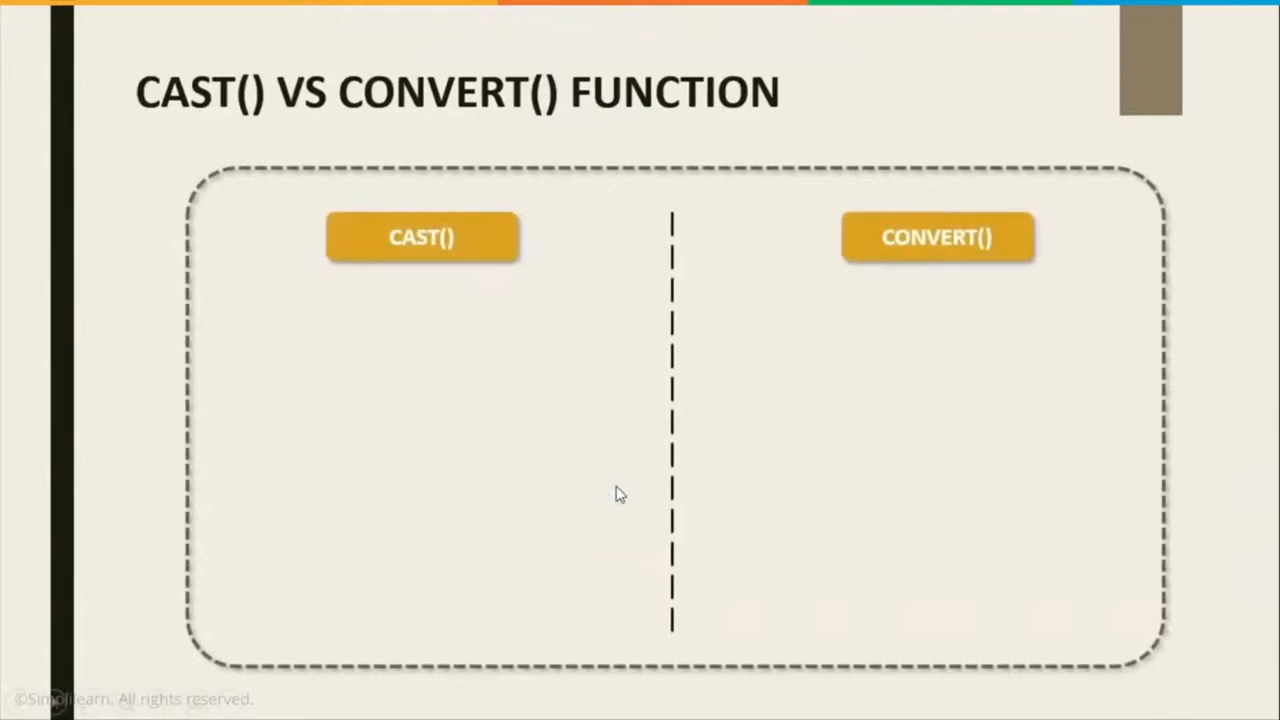 CAST() VS CONVERT() FUNCTION
CAST()
CONVERT()
©Simplilearn. All rights reserved.